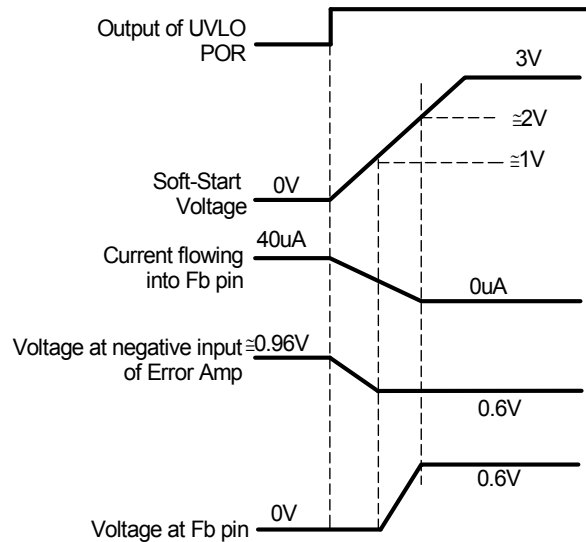 Output of UVLO
POR
3V
≅2V
≅1V
0V
Soft-Start
Voltage
40uA
Current flowing
into Fb pin
0uA
≅0.96V
Voltage at negative input
of Error Amp
0.6V
0.6V
0V
Voltage at Fb pin